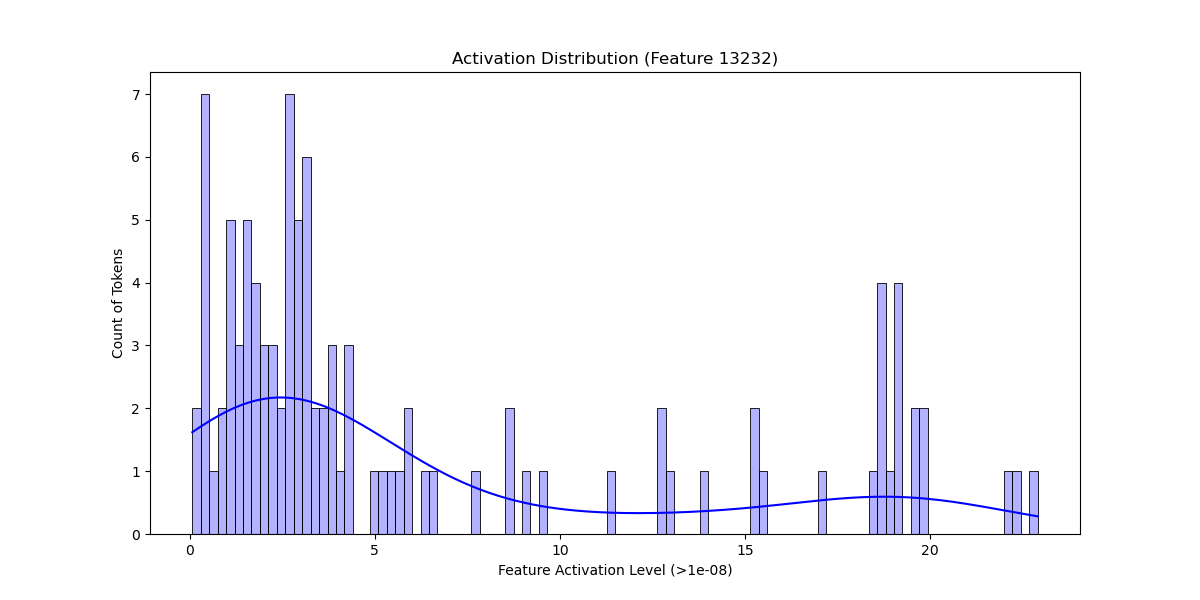 Activation Distribution (Feature 13232)
7
6
5
4
3
2
1
0
Count of Tokens
0 5 10 15 20
Feature Activation Level (>1e-08)